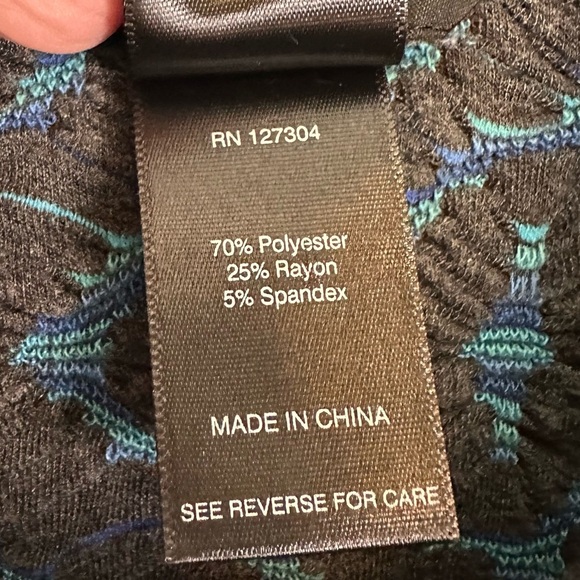 RN 127304
70% Polyester
25% Rayon
5% Spandex
MADE IN CHINA
SEE REVERSE FOR CARE